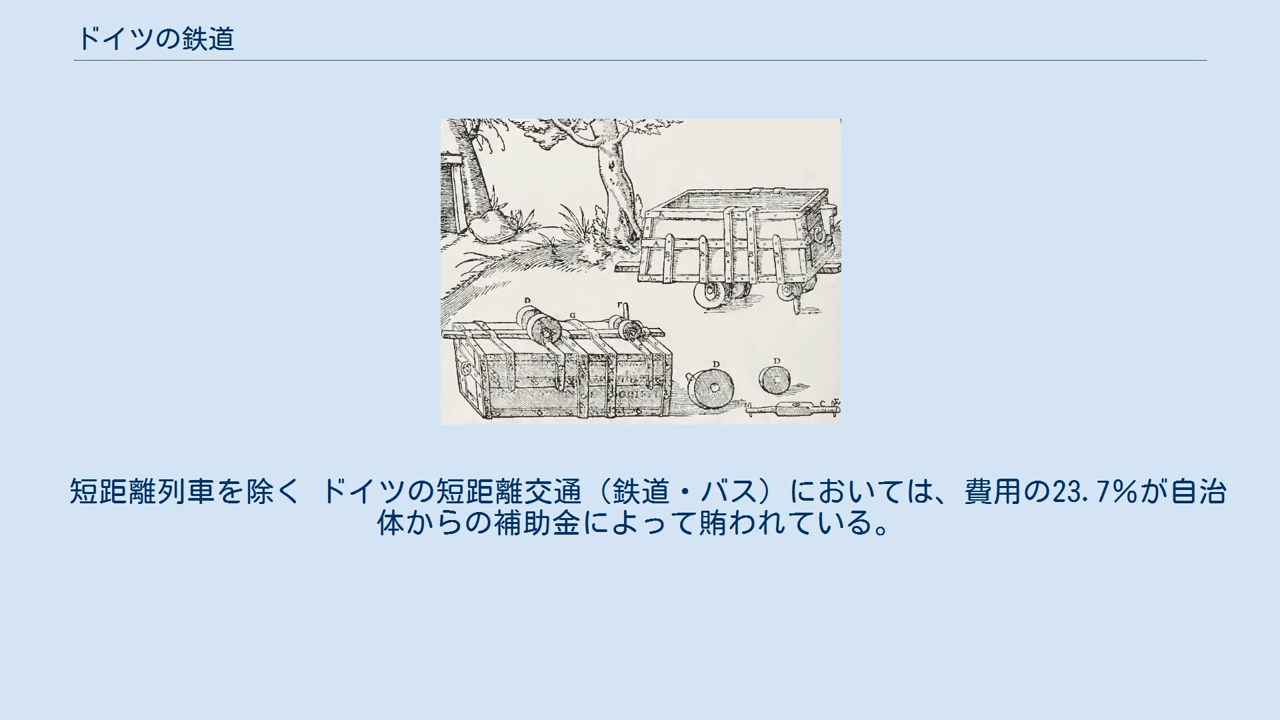 ドイツの鉄道
D
F
G
D
D
C
短距離列車を除く ドイツの短距離交通（鉄道・バス）においては、費用の23.7%が自治
体からの補助金によって賄われている。